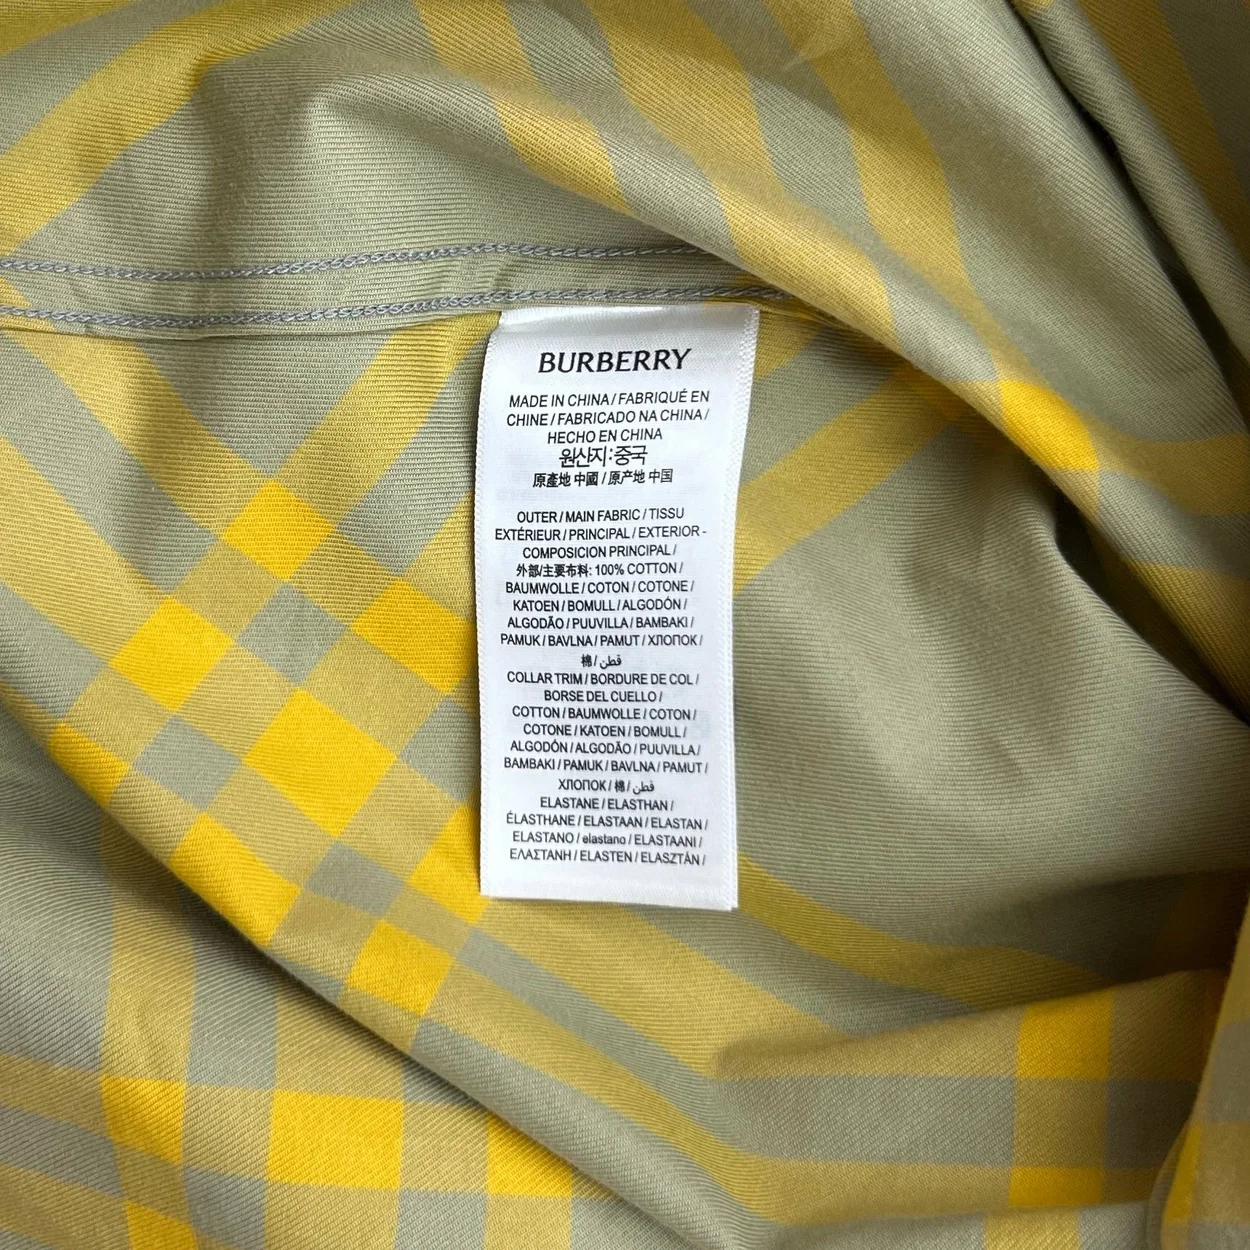 BURBERRY
MADE IN CHINA / FABRIQUÉ EN
CHINE / FABRICADO NA CHINA /
HECHO EN CHINA
원산지:중국
原產地 中國 / 原产地 中国
OUTER / MAIN FABRIC / TISSU
EXTÉRIEUR / PRINCIPAL / EXTERIOR -
COMPOSICION PRINCIPAL /
外部/主要布料: 100% COTTON /
BAUMWOLLE / COTON / COTONE /
KATOEN / BOMULL / ALGODÓN /
ALGODÃO / PUUVILLA / BAMBAKI /
PAMUK / BAVLNA / PAMUT / ХЛОПОК /
棉 / قطن
COLLAR TRIM / BORDURE DE COL /
BORSE DEL CUELLO /
COTTON / BAUMWOLLE / COTON /
COTONE / KATOEN / BOMULL /
ALGODÓN / ALGODÃO / PUUVILLA /
BAMBAKI / PAMUK / BAVLNA / PAMUT /
ХЛОПОК / 棉 / قطن
ELASTANE / ELASTHAN /
ÉLASTHANE / ELASTAAN / ELASTAN /
ELASTANO / elastano / ELASTAANI /
ΕΛΑΣΤΑΝΗ / ELASTEN / ELASZTÁN /